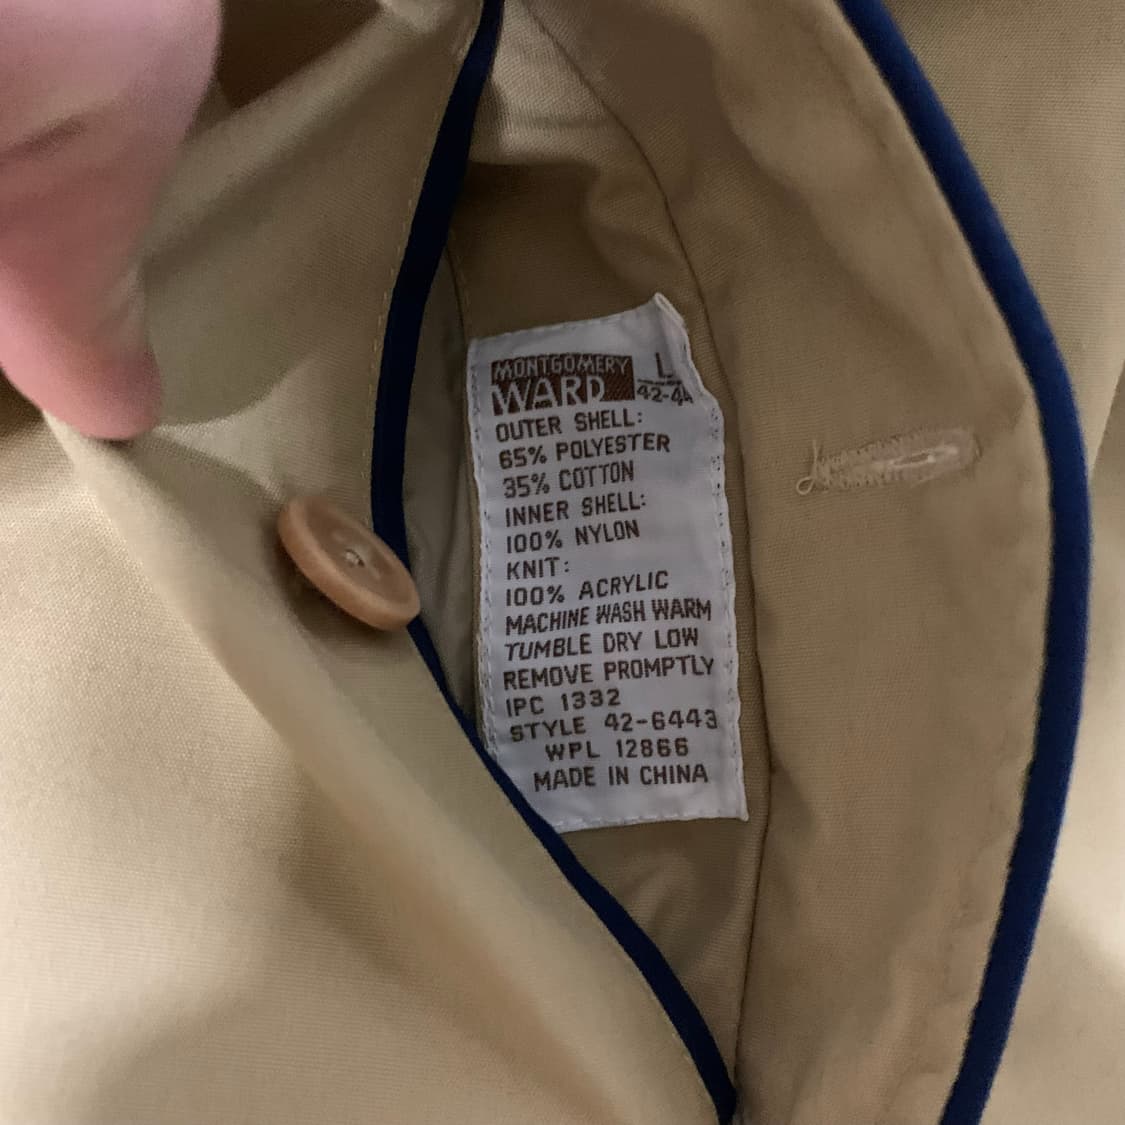 MONTGOMERY L
WARD 42-44
OUTER SHELL:
65% POLYESTER
35% COTTON
INNER SHELL:
100% NYLON
KNIT:
100% ACRYLIC
MACHINE WASH WARM
TUMBLE DRY LOW
REMOVE PROMPTLY
IPC 1332
STYLE 42-6443
WPL 12866
MADE IN CHINA